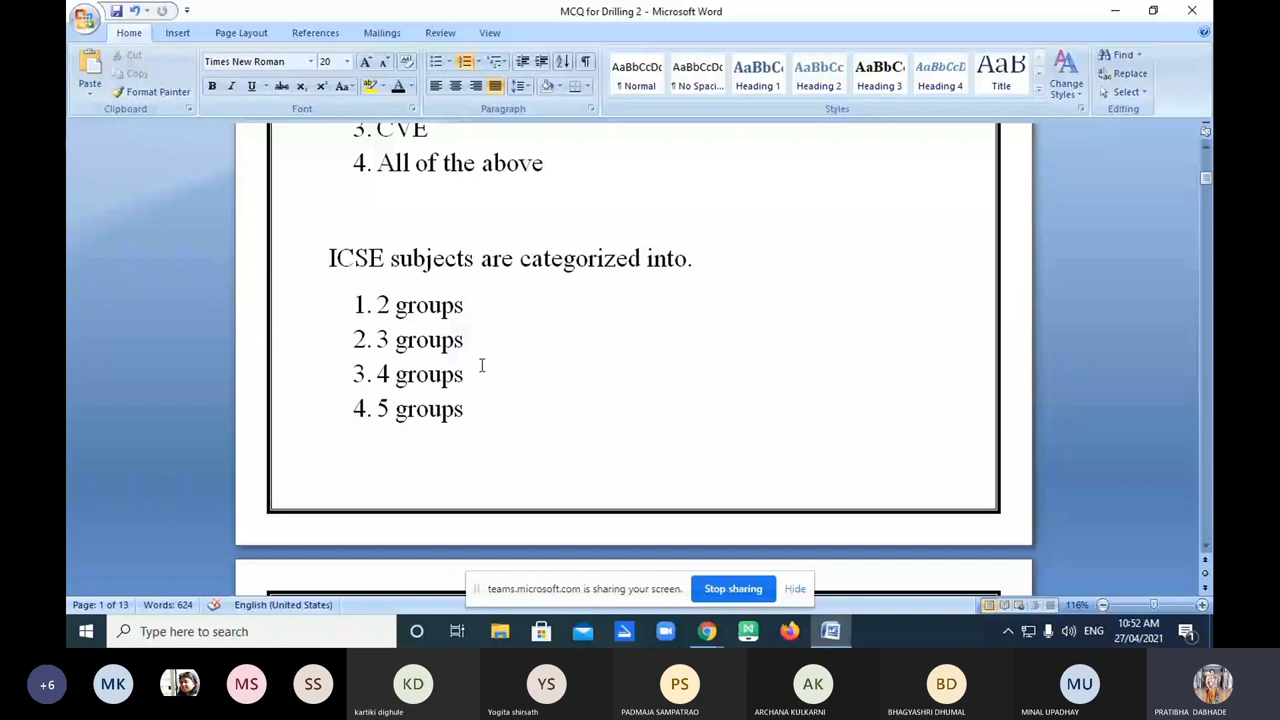 MCQ for Drilling 2 - Microsoft Word
Home Insert Page Layout References Mailings Review View
Paste
Cut
Copy
Format Painter
Clipboard
Times New Roman 20
Font
Paragraph
AaBbCcDc AaBbCcDc AaBbC AaBbCc AaBbC AaBbCcD AaB
¶ Normal ¶ No Spaci... Heading 1 Heading 2 Heading 3 Heading 4 Title
Change Styles
Styles
Find
Replace
Select
Editing
3. CVE
4. All of the above
ICSE subjects are categorized into.
1. 2 groups
2. 3 groups
3. 4 groups
4. 5 groups
teams.microsoft.com is sharing your screen. Stop sharing Hide
Page: 1 of 13 Words: 624 English (United States) 116%
Type here to search
ENG
10:52 AM
27/04/2021
+6 MK MS SS KD YS PS AK BD MU
kartiki dighule Yogita shirsath PADMAJA SAMPATRAO ARCHANA KULKARNI BHAGYASHRI DHUMAL MINAL UPADHAY PRATIBHA DABHADE